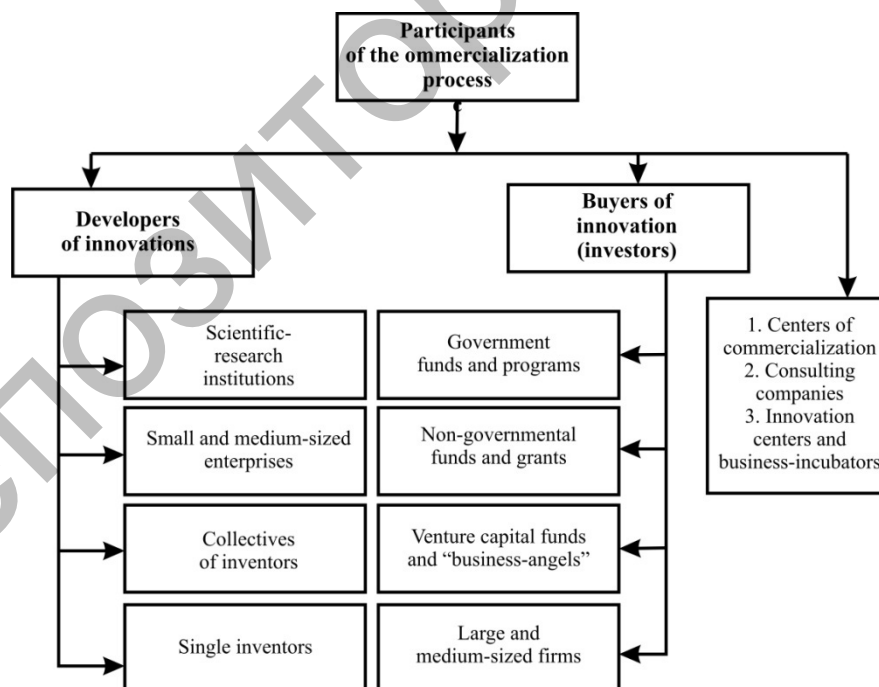 Participants
of the ommercialization
process
c
Developers
of innovations
Buyers of
innovation
(investors)
Scientific-
research
institutions
Small and medium-sized
enterprises
Collectives
of inventors
Single inventors
Government
funds and programs
Non-governmental
funds and grants
Venture capital funds
and “business-angels”
Large and
medium-sized firms
1. Centers of
commercialization
2. Consulting
companies
3. Innovation
centers and
business-incubators